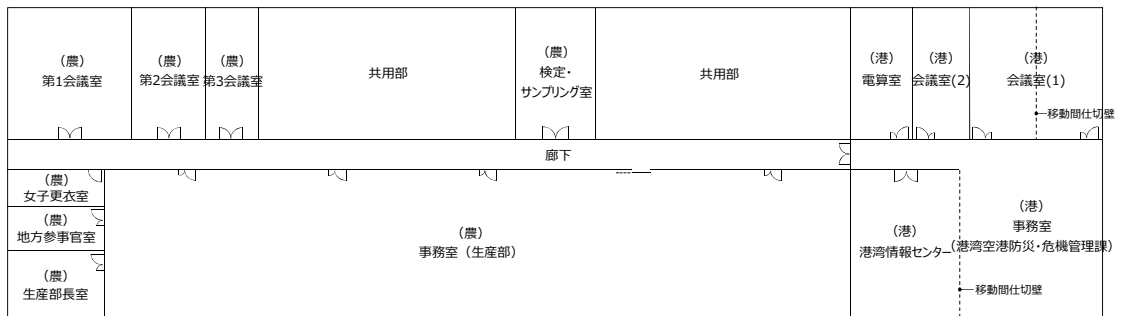 （農）
第1会議室
（農）
第2会議室
（農）
第3会議室
共用部
（農）
検定・
サンプリング室
共用部
（港）
電算室
（港）
会議室(2)
（港）
会議室(1)
移動間仕切壁
廊下
（農）
女子更衣室
（農）
地方参事官室
（農）
生産部長室
（農）
事務室（生産部）
（港）
港湾情報センター
（港）
事務室
（港湾空港防災・危機管理課）
移動間仕切壁